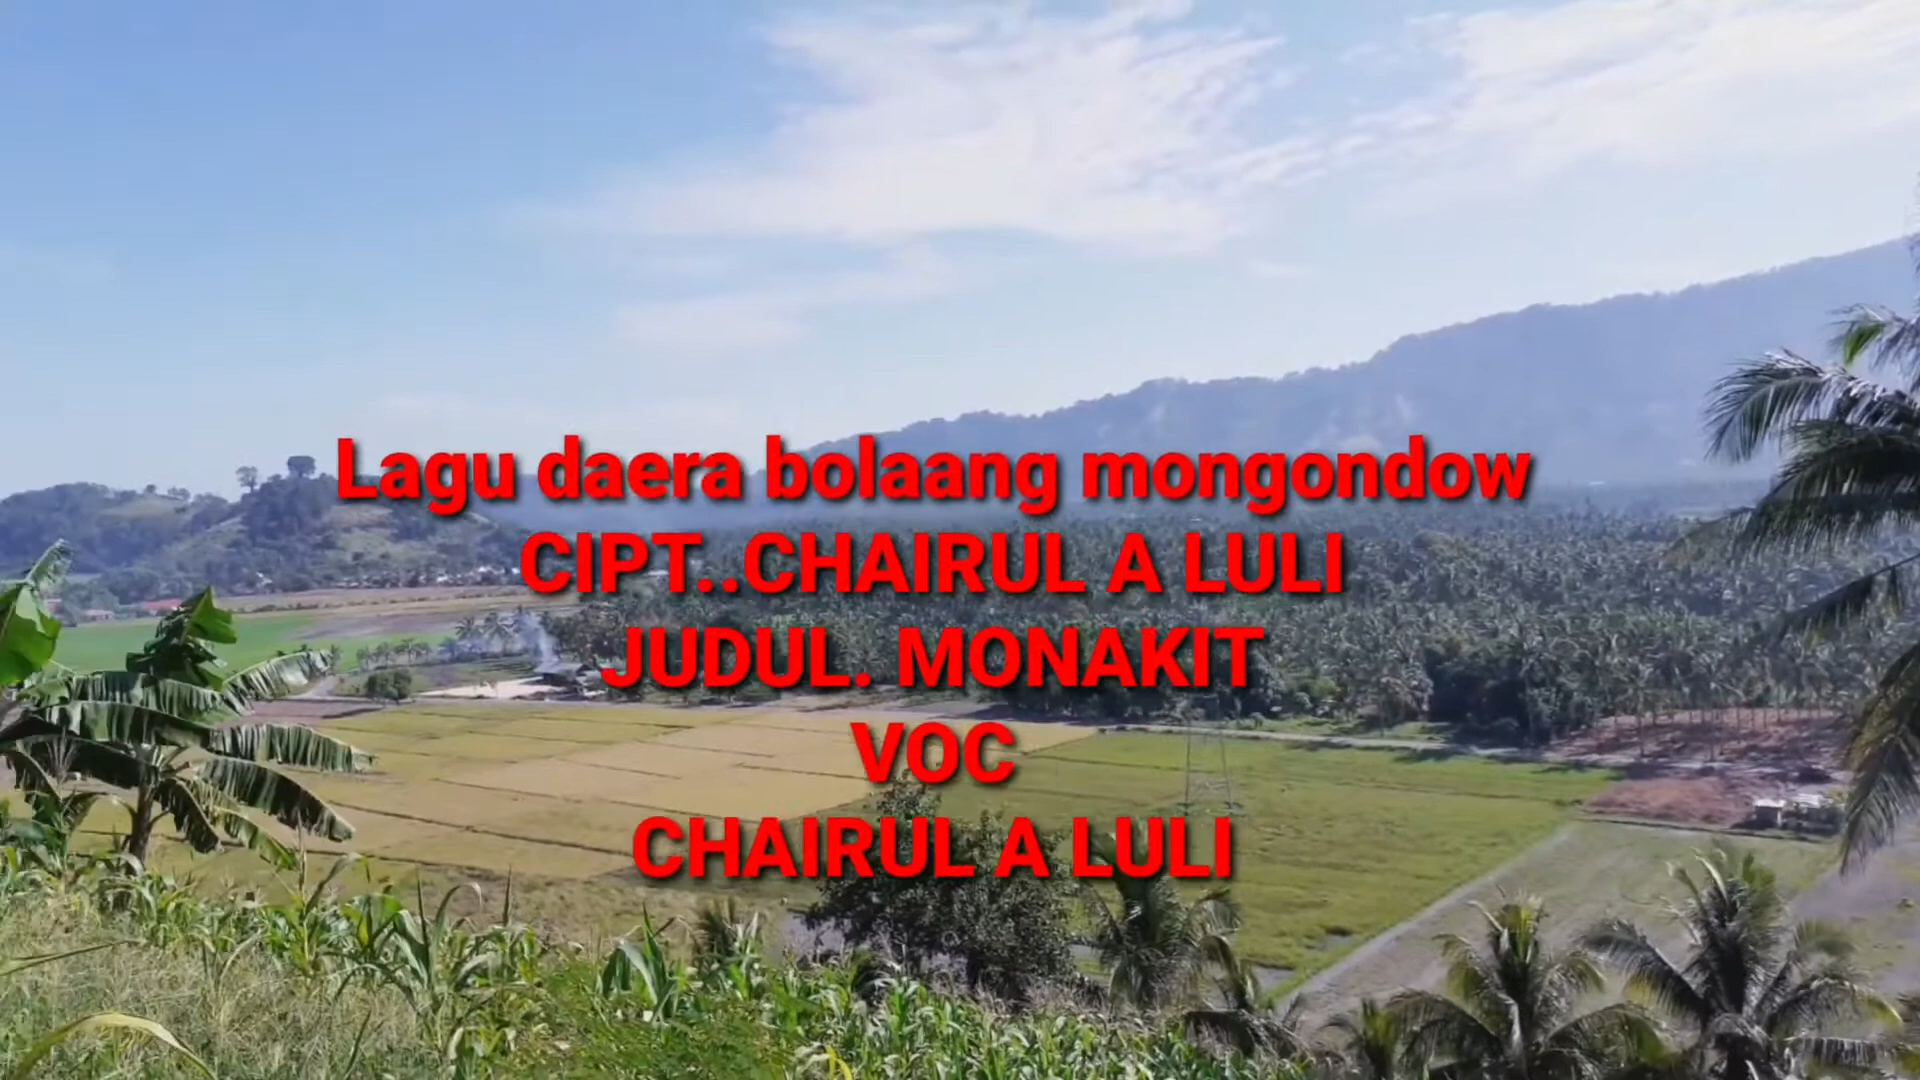 Lagu daera bolaang mongondow
CIPT..CHAIRUL A LULI
JUDUL. MONAKIT
VOC
CHAIRUL A LULI